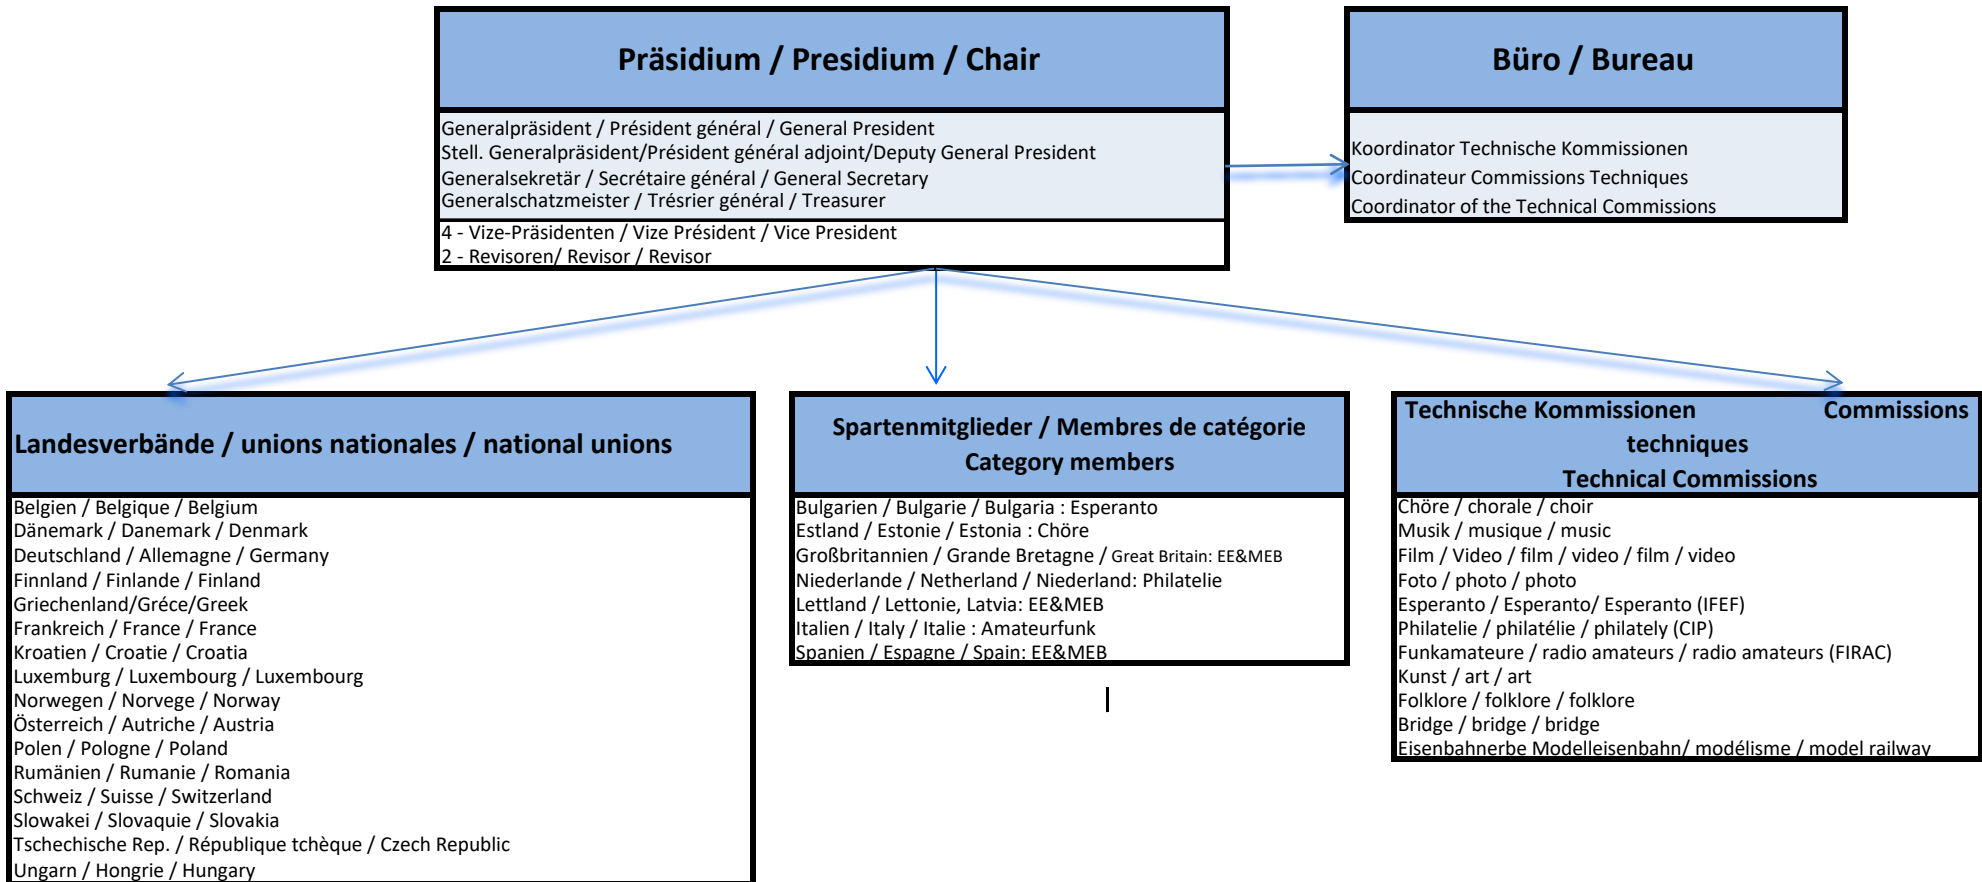 Präsidium / Presidium / Chair
Generalpräsident / Président général / General President
Stell. Generalpräsident/Président général adjoint/Deputy General President
Generalsekretär / Secrétaire général / General Secretary
Generalschatzmeister / Trésrier général / Treasurer
4 - Vize-Präsidenten / Vize Président / Vice President
2 - Revisoren/ Revisor / Revisor
Büro / Bureau
Koordinator Technische Kommissionen
Coordinateur Commissions Techniques
Coordinator of the Technical Commissions
Landesverbände / unions nationales / national unions
Belgien / Belgique / Belgium
Dänemark / Danemark / Denmark
Deutschland / Allemagne / Germany
Finnland / Finlande / Finland
Griechenland/Gréce/Greek
Frankreich / France / France
Kroatien / Croatie / Croatia
Luxemburg / Luxembourg / Luxembourg
Norwegen / Norvege / Norway
Österreich / Autriche / Austria
Polen / Pologne / Poland
Rumänien / Rumanie / Romania
Schweiz / Suisse / Switzerland
Slowakei / Slovaquie / Slovakia
Tschechische Rep. / République tchèque / Czech Republic
Ungarn / Hongrie / Hungary
Spartenmitglieder / Membres de catégorie
Category members
Bulgarien / Bulgarie / Bulgaria : Esperanto
Estland / Estonie / Estonia : Chöre
Großbritannien / Grande Bretagne / Great Britain: EE&MEB
Niederlande / Netherland / Niederland: Philatelie
Lettland / Lettonie, Latvia: EE&MEB
Italien / Italy / Italie : Amateurfunk
Spanien / Espagne / Spain: EE&MEB
Technische Kommissionen Commissions
techniques
Technical Commissions
Chöre / chorale / choir
Musik / musique / music
Film / Video / film / video / film / video
Foto / photo / photo
Esperanto / Esperanto/ Esperanto (IFEF)
Philatelie / philatélie / philately (CIP)
Funkamateure / radio amateurs / radio amateurs (FIRAC)
Kunst / art / art
Folklore / folklore / folklore
Bridge / bridge / bridge
Eisenbahnerbe Modelleisenbahn/ modélisme / model railway